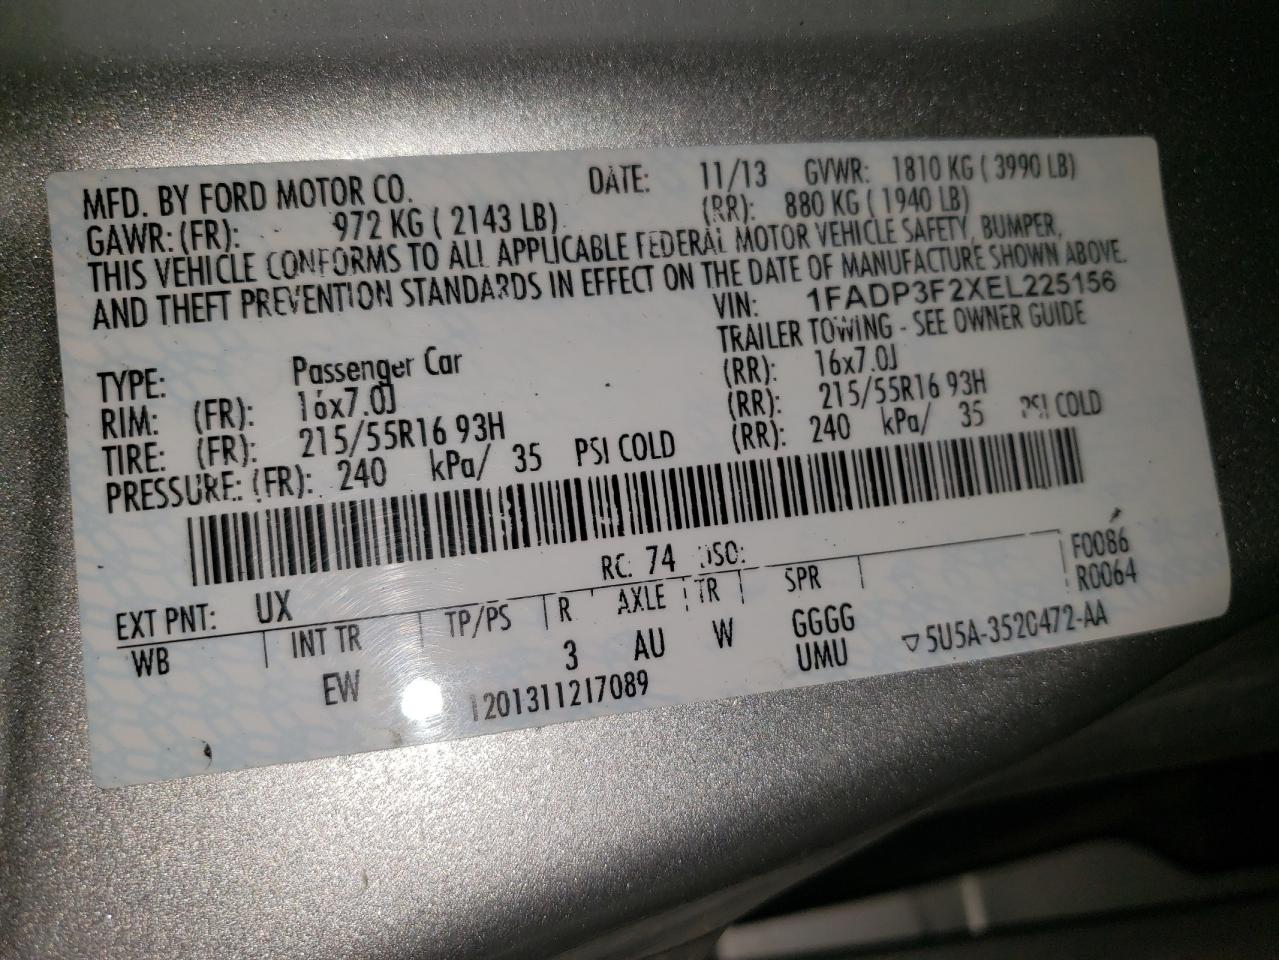 MFD. BY FORD MOTOR CO. DATE: 11/13 GVWR: 1810 KG ( 3990 LB)
GAWR: (FR): 972 KG ( 2143 LB) (RR): 880 KG ( 1940 LB)
THIS VEHICLE CONFORMS TO ALL APPLICABLE FEDERAL MOTOR VEHICLE SAFETY, BUMPER,
AND THEFT PREVENTION STANDARDS IN EFFECT ON THE DATE OF MANUFACTURE SHOWN ABOVE.
VIN: 1FADP3F2XEL225156
TYPE: Passenger Car TRAILER TOWING - SEE OWNER GUIDE
RIM: (FR): 16x7.0J (RR): 16x7.0J
TIRE: (FR): 215/55R16 93H (RR): 215/55R16 93H
PRESSURE: (FR): 240 kPa/ 35 PSI COLD (RR): 240 kPa/ 35 PSI COLD
EXT PNT: UX RC: 74 DSO: F0086
WB INT TR TP/PS R AXLE TR SPR R0064
EW 3 AU W GGGG
1201311217089 UMU 5U5A-3520472-AA